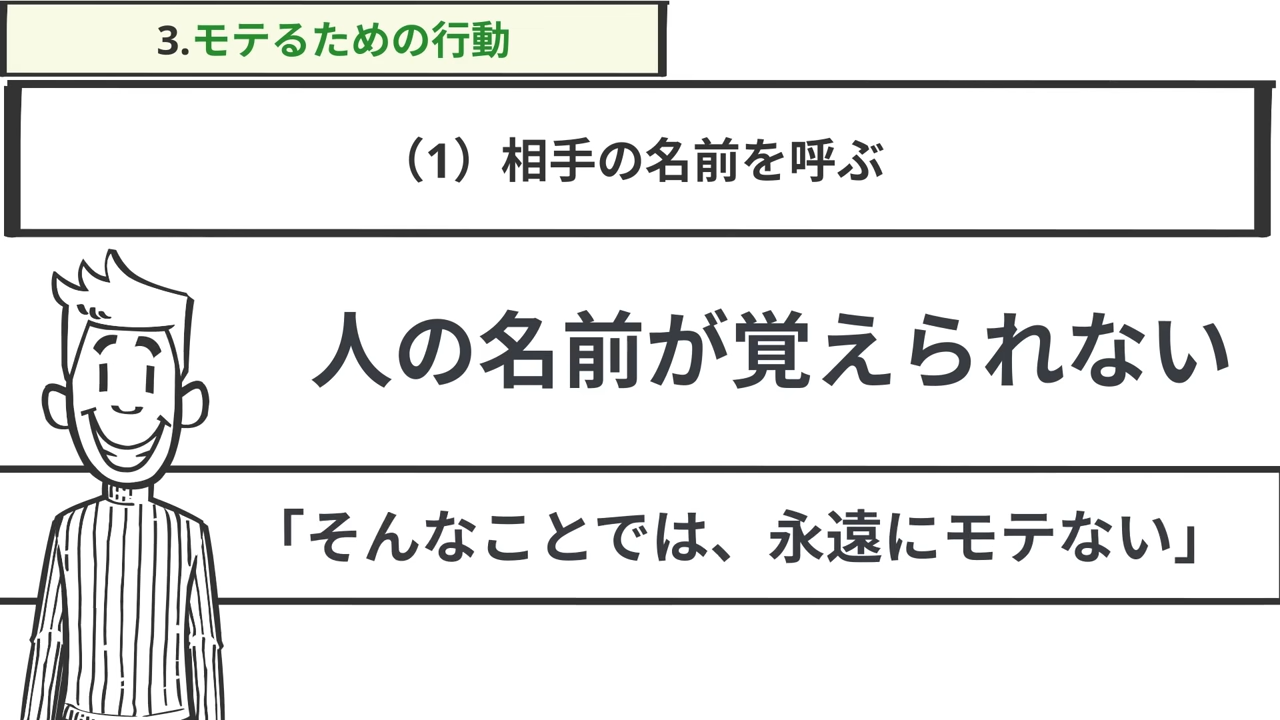 3.モテるための行動
（1）相手の名前を呼ぶ
人の名前が覚えられない
「そんなことでは、永遠にモテない」